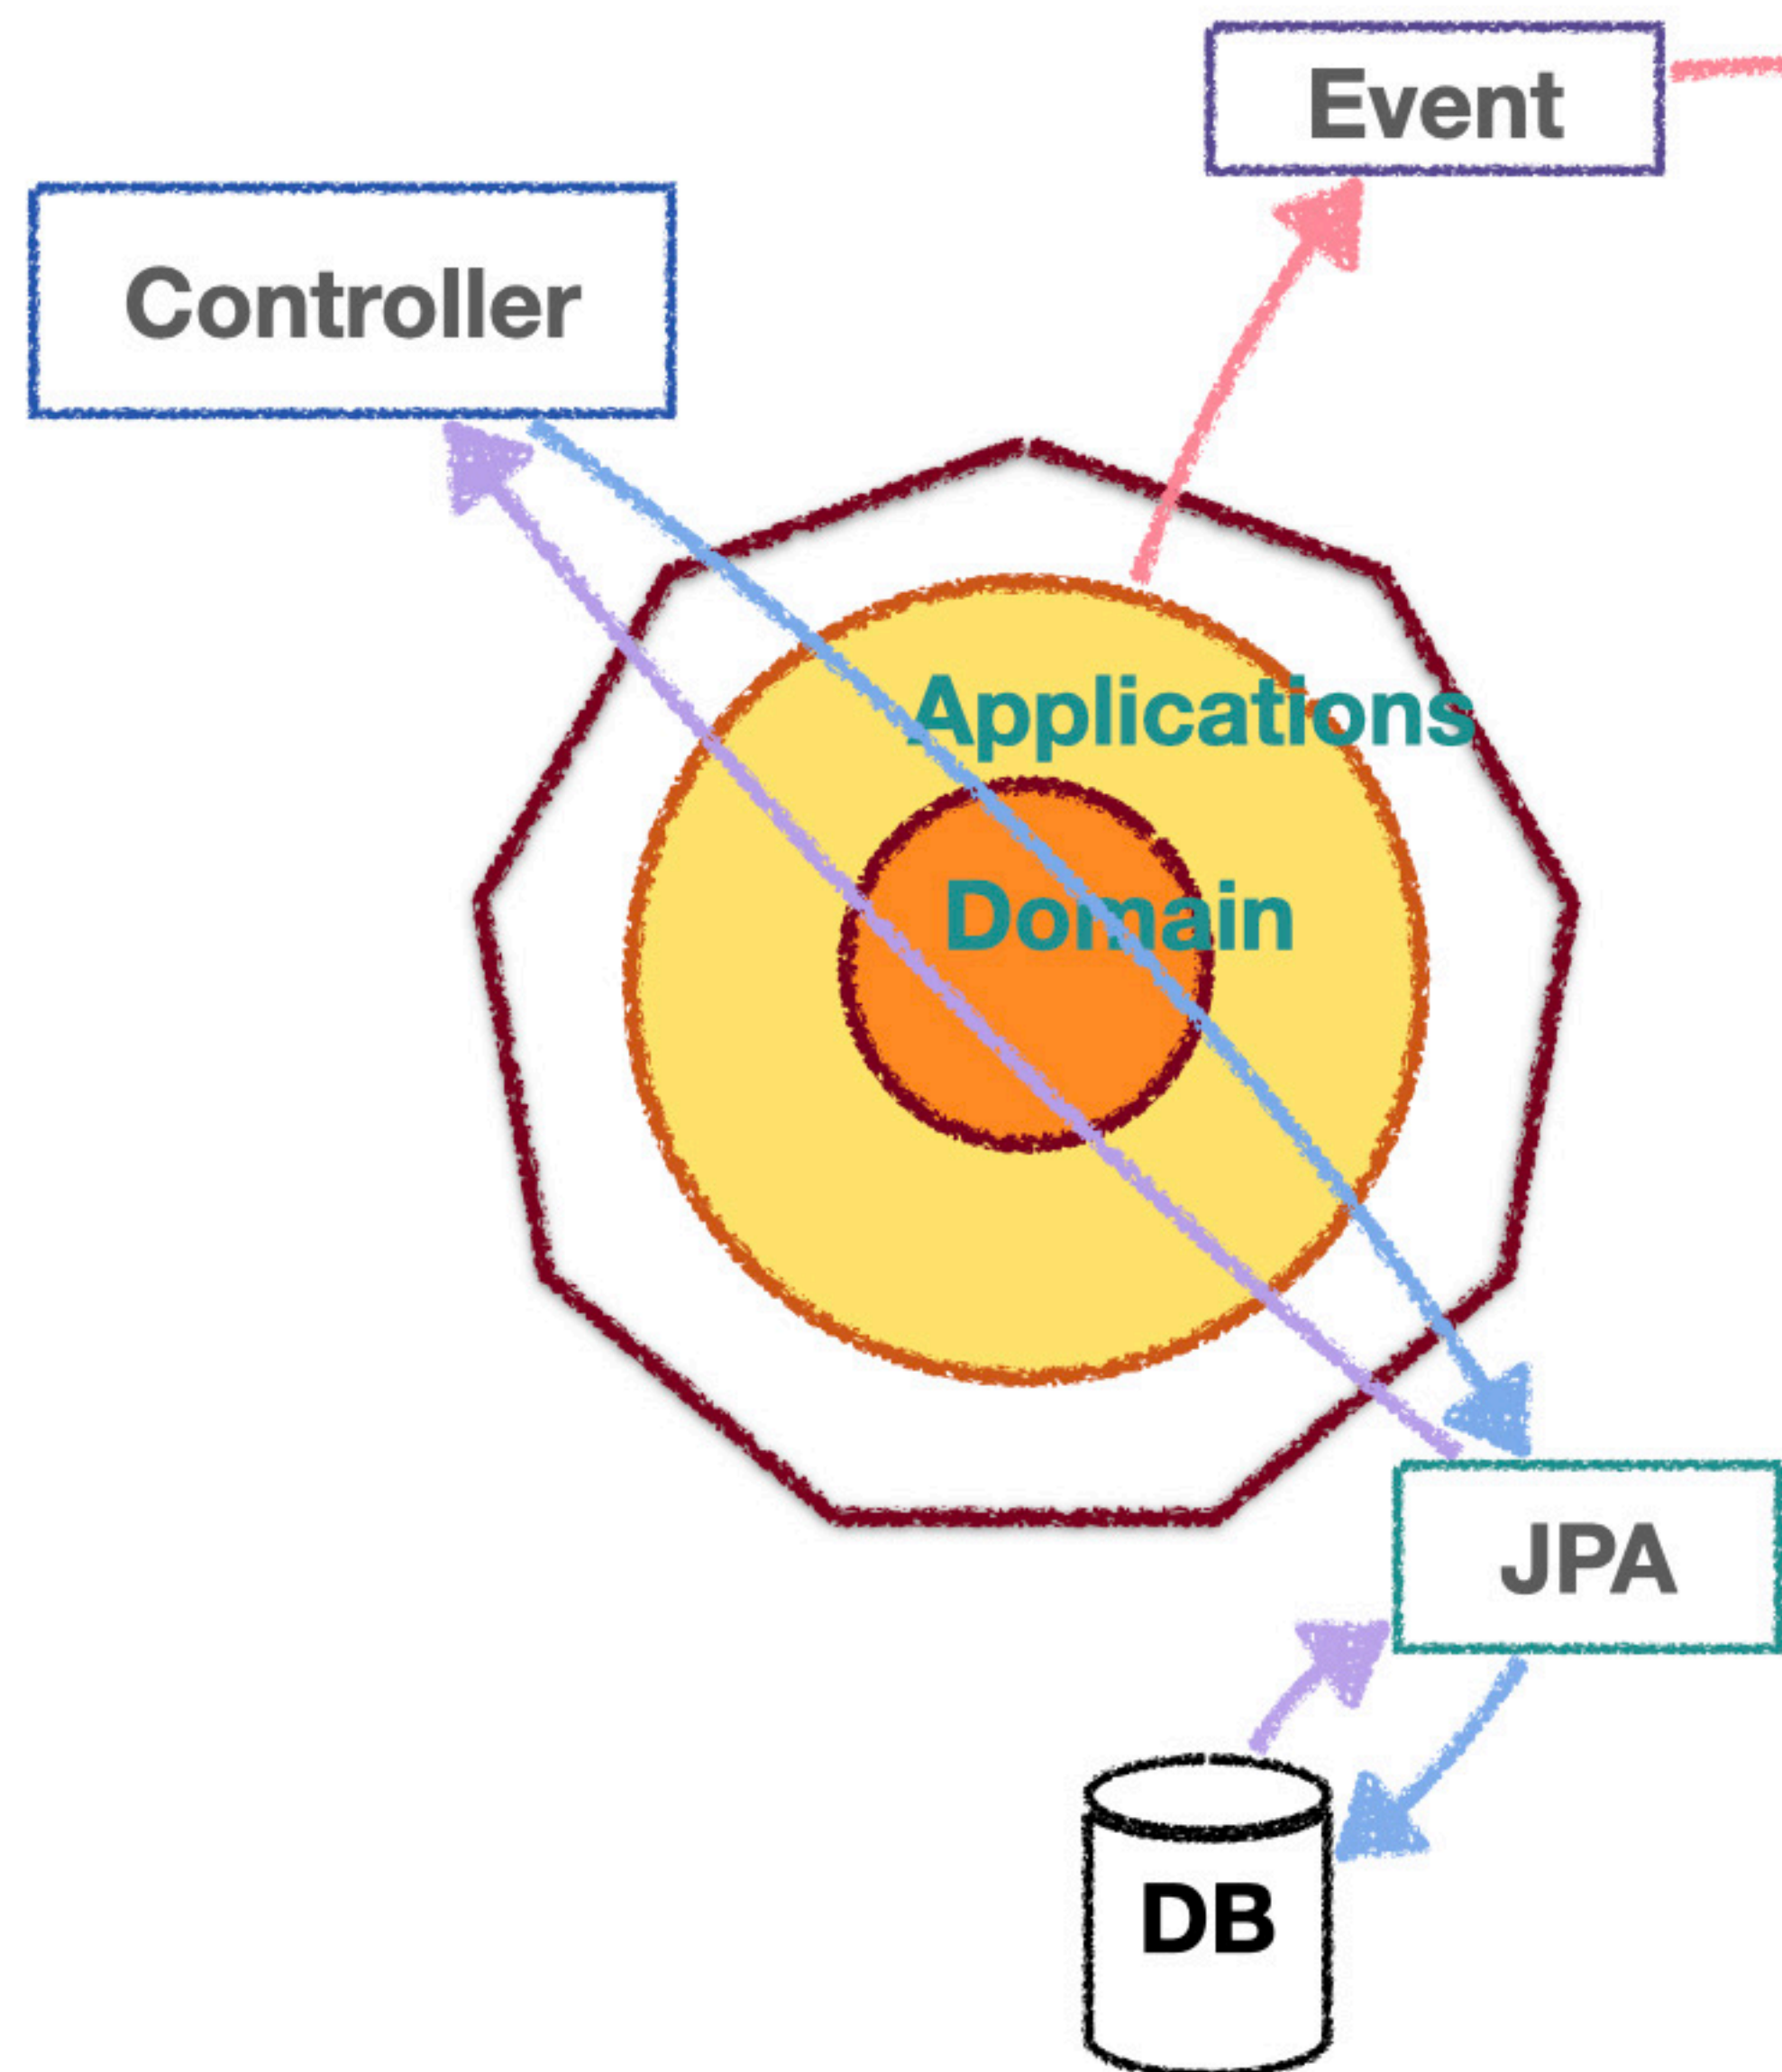 Event
Controller
Applications
Domain
JPA
DB